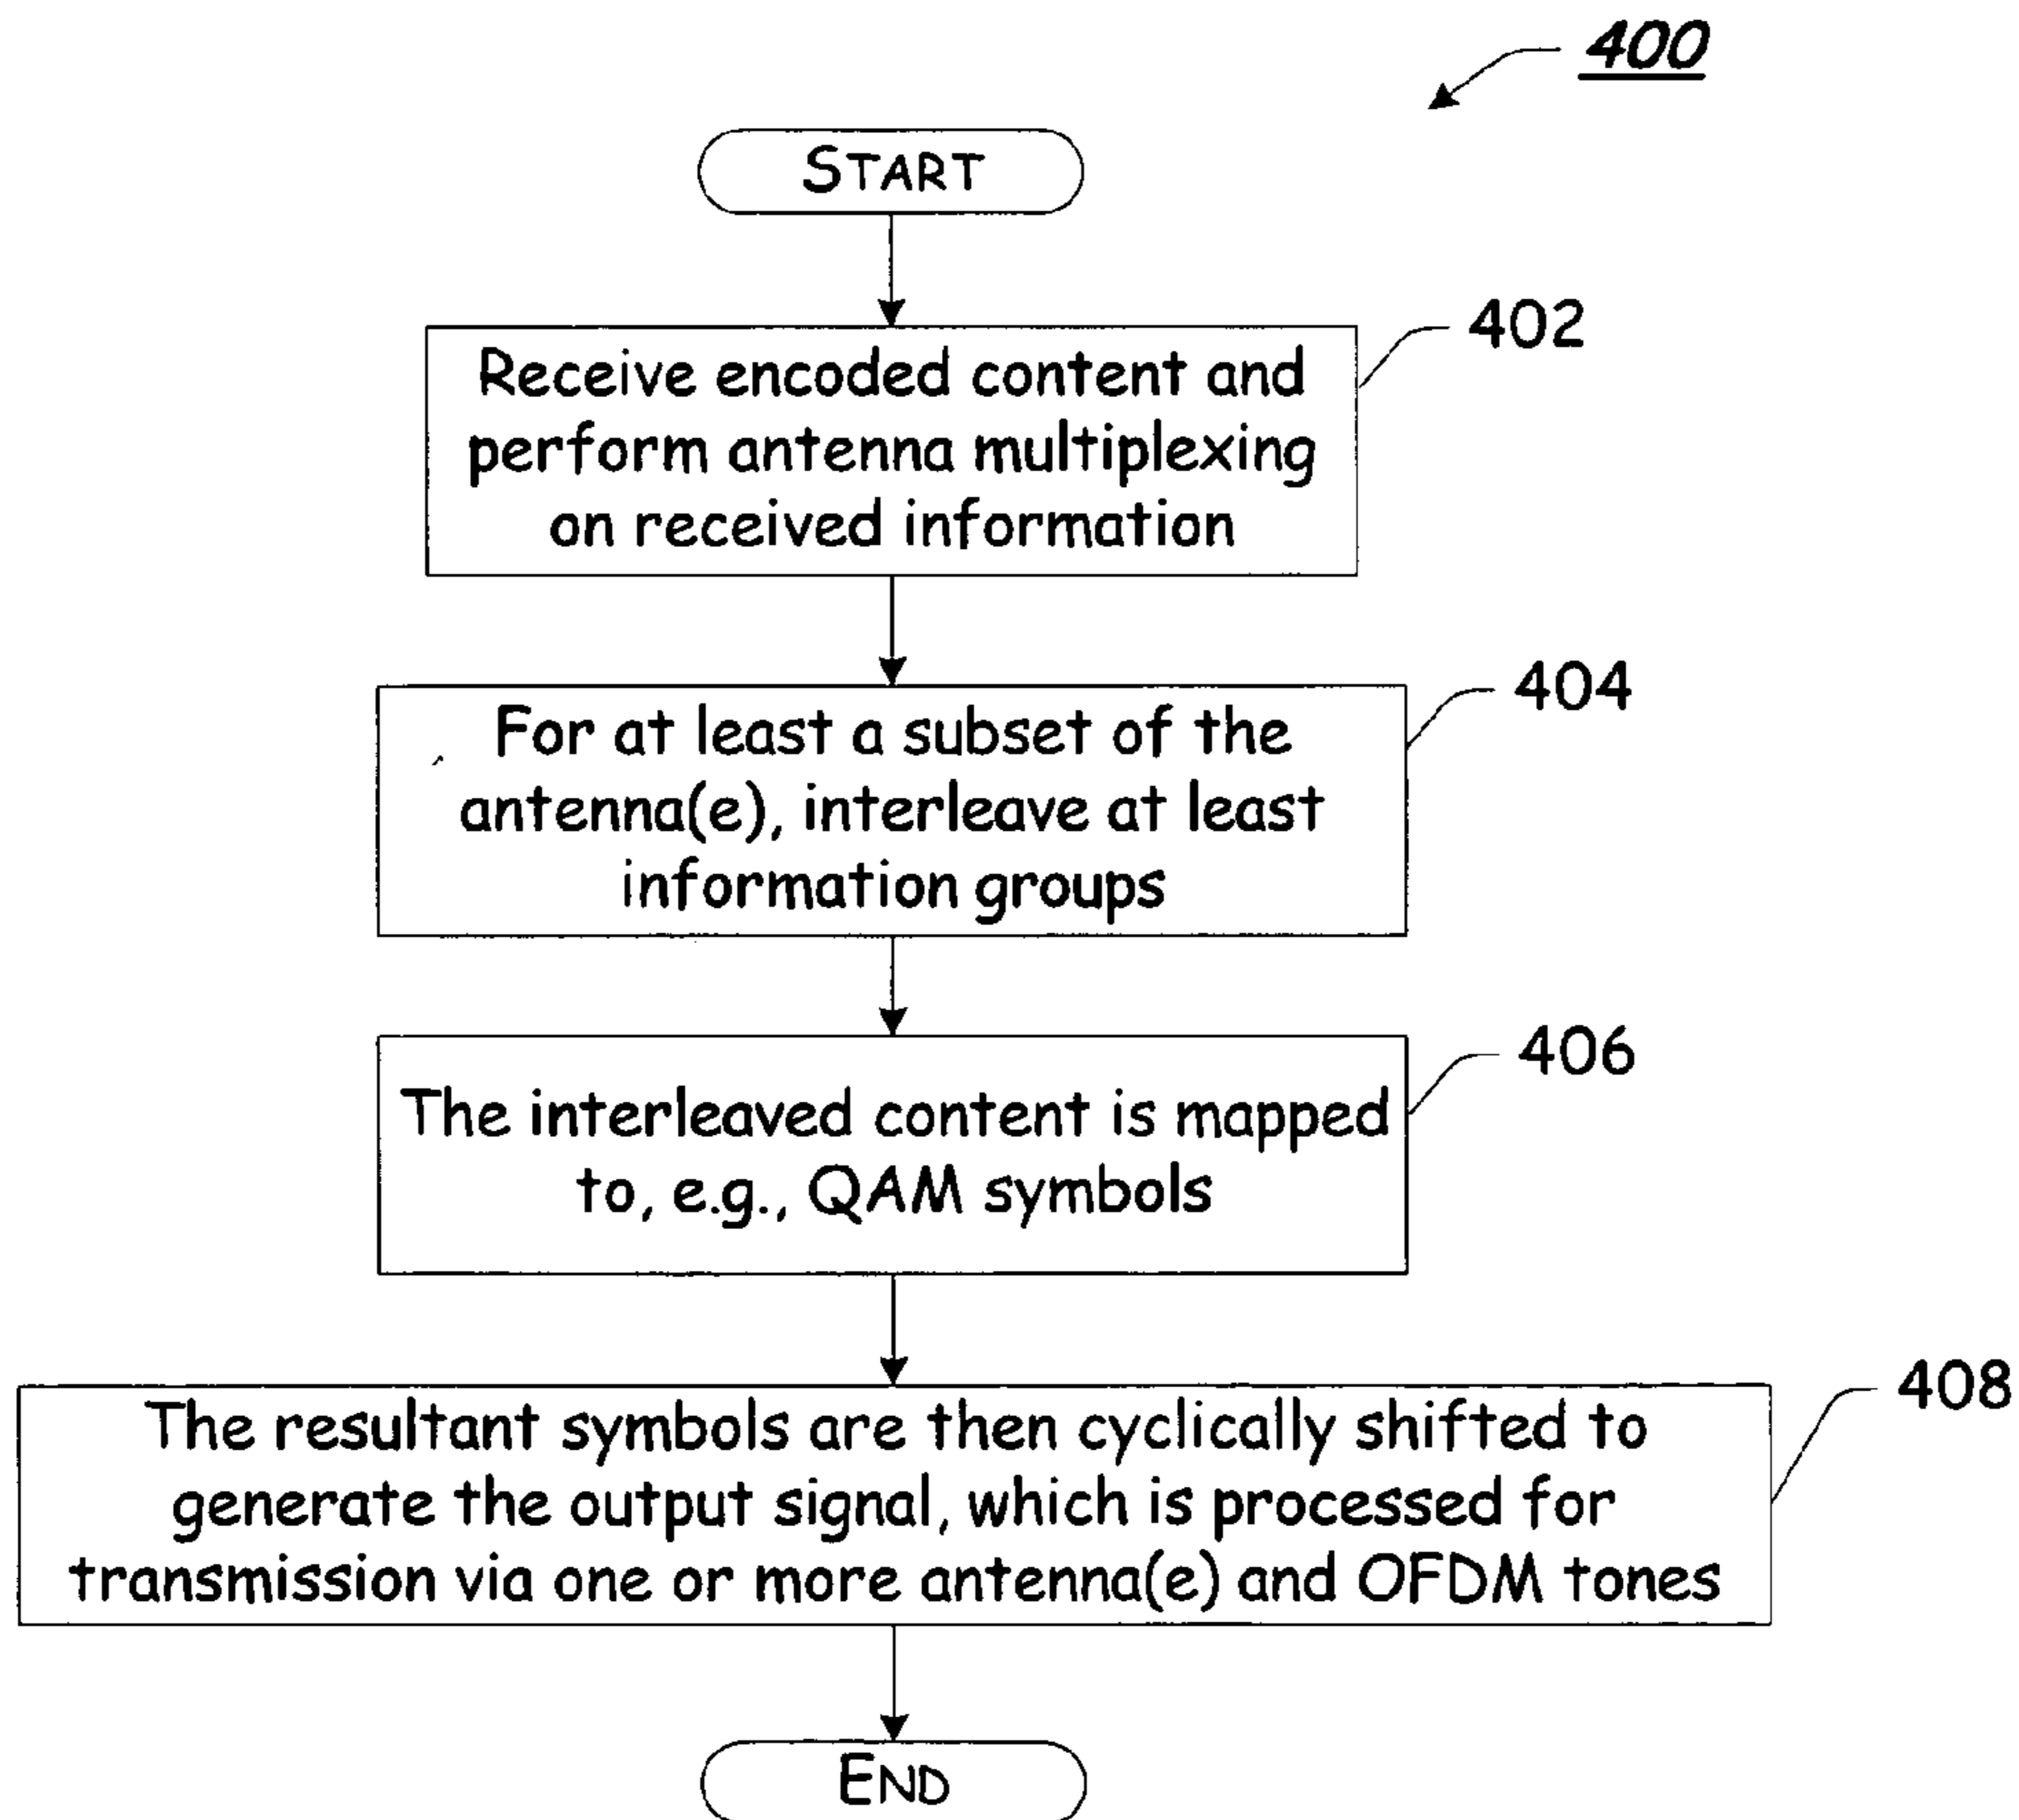 400
START
402
Receive encoded content and
perform antenna multiplexing
on received information
404
For at least a subset of the
antenna(e), interleave at least
information groups
406
The interleaved content is mapped
to, e.g., QAM symbols
408
The resultant symbols are then cyclically shifted to
generate the output signal, which is processed for
transmission via one or more antenna(e) and OFDM tones
END